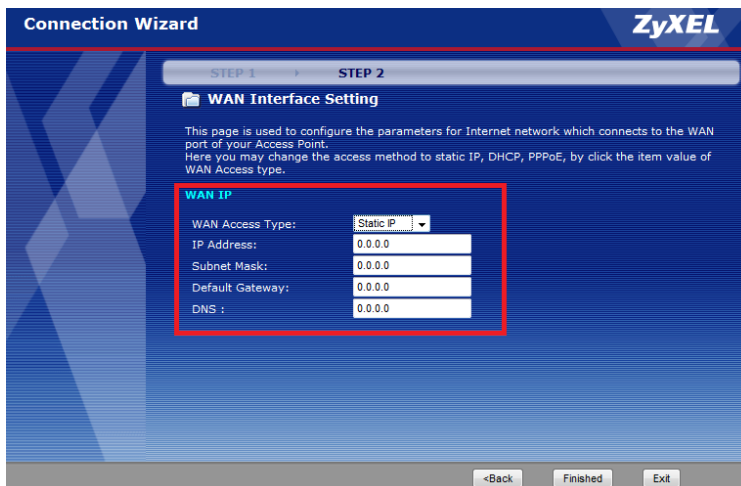 Connection Wizard
ZyXEL
STEP 1 STEP 2
WAN Interface Setting
This page is used to configure the parameters for Internet network which connects to the WAN
port of your Access Point.
Here you may change the access method to static IP, DHCP, PPPoE, by click the item value of
WAN Access type.
WAN IP
WAN Access Type: Static IP
IP Address: 0.0.0.0
Subnet Mask: 0.0.0.0
Default Gateway: 0.0.0.0
DNS : 0.0.0.0
<Back Finished Exit